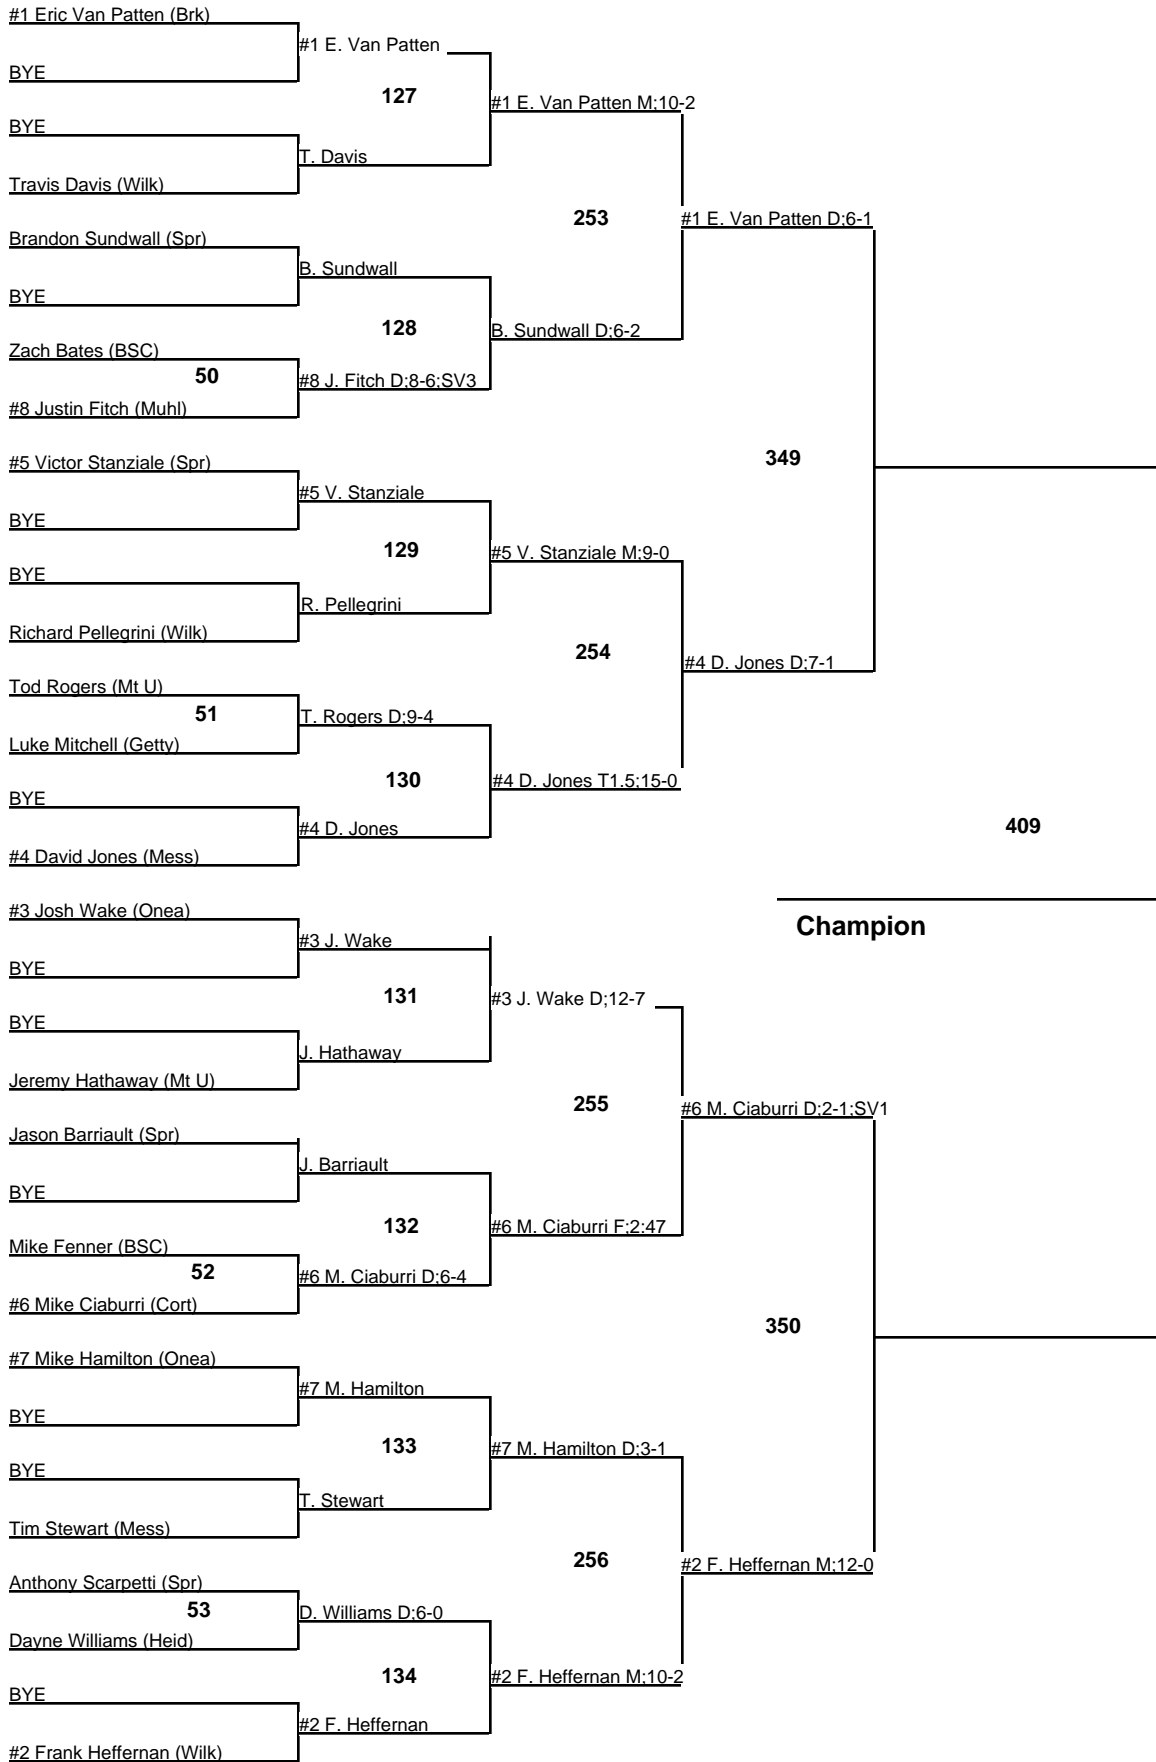 #1 Eric Van Patten (Brk)
#1 E. Van Patten
BYE
127
#1 E. Van Patten M;10-2
BYE
T. Davis
Travis Davis (Wilk)
253
#1 E. Van Patten D;6-1
Brandon Sundwall (Spr)
B. Sundwall
BYE
128
B. Sundwall D;6-2
Zach Bates (BSC)
50
#8 J. Fitch D;8-6;SV3
#8 Justin Fitch (Muhl)
349
#5 Victor Stanziale (Spr)
#5 V. Stanziale
BYE
129
#5 V. Stanziale M;9-0
BYE
R. Pellegrini
Richard Pellegrini (Wilk)
254
#4 D. Jones D;7-1
Tod Rogers (Mt U)
51
T. Rogers D;9-4
Luke Mitchell (Getty)
130
#4 D. Jones T1.5;15-0
BYE
#4 D. Jones
409
#4 David Jones (Mess)
#3 Josh Wake (Onea)
Champion
#3 J. Wake
BYE
131
#3 J. Wake D;12-7
BYE
J. Hathaway
Jeremy Hathaway (Mt U)
255
#6 M. Ciaburri D;2-1;SV1
Jason Barriault (Spr)
J. Barriault
BYE
132
#6 M. Ciaburri F;2:47
Mike Fenner (BSC)
52
#6 M. Ciaburri D;6-4
#6 Mike Ciaburri (Cort)
350
#7 Mike Hamilton (Onea)
#7 M. Hamilton
BYE
133
#7 M. Hamilton D;3-1
BYE
T. Stewart
Tim Stewart (Mess)
256
#2 F. Heffernan M;12-0
Anthony Scarpetti (Spr)
53
D. Williams D;6-0
Dayne Williams (Heid)
134
#2 F. Heffernan M;10-2
BYE
#2 F. Heffernan
#2 Frank Heffernan (Wilk)